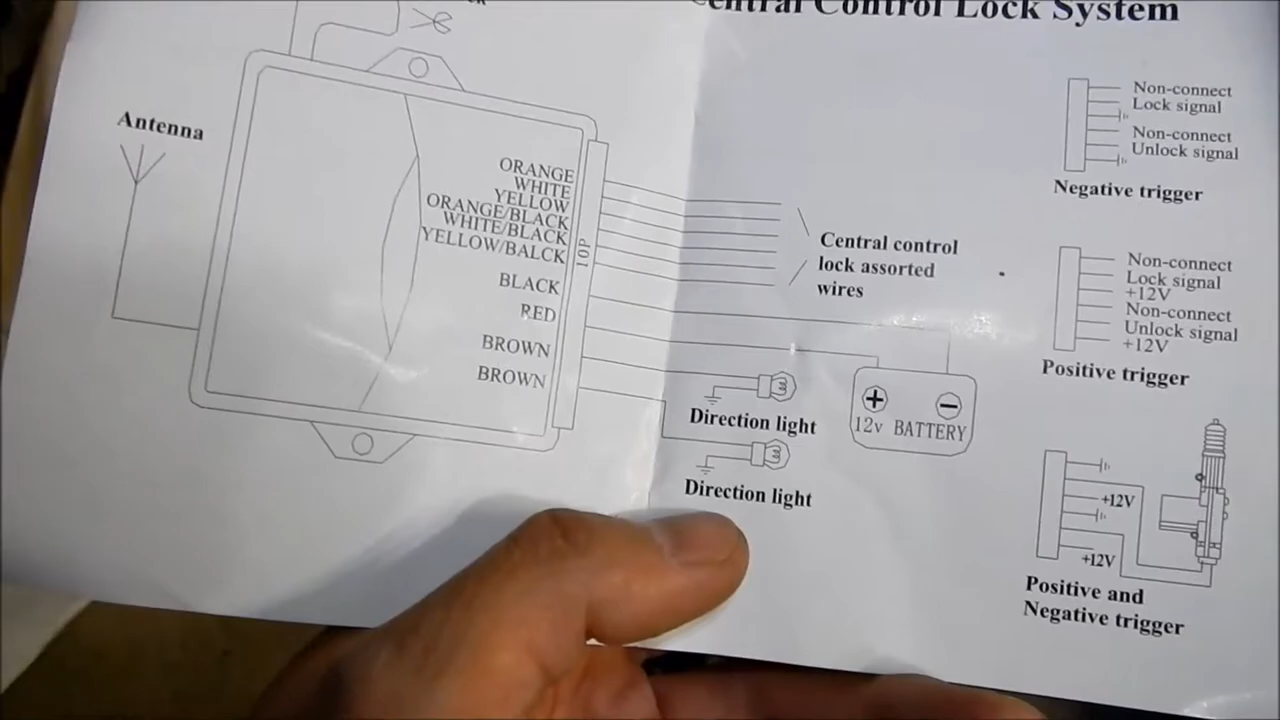 Central Control Lock System
Antenna
ORANGE
WHITE
YELLOW
ORANGE/BLACK
WHITE/BLACK
YELLOW/BALCK
BLACK
RED
BROWN
BROWN
10P
Central control
lock assorted
wires
Direction light
Direction light
12v BATTERY
Non-connect
Lock signal
Non-connect
Unlock signal
Negative trigger
Non-connect
Lock signal
+12V
Non-connect
Unlock signal
+12V
Positive trigger
+12V
+12V
Positive and
Negative trigger